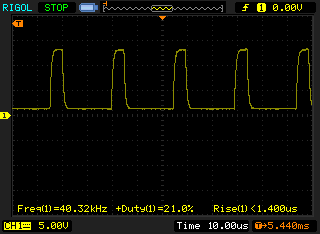 RIGOL STOP 1 0.00V
T
1
Freq(1)=40.32kHz +Duty(1)=21.0% Rise(1)<1.400us
CH1 5.00V Time 10.00us T→5.440ms